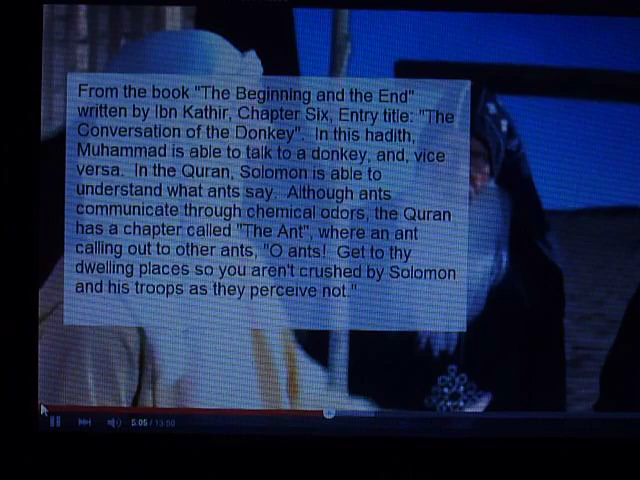 From the book "The Beginning and the End"
written by Ibn Kathir, Chapter Six, Entry title: "The
Conversation of the Donkey". In this hadith,
Muhammad is able to talk to a donkey, and, vice
versa. In the Quran, Solomon is able to
understand what ants say. Although ants
communicate through chemical odors, the Quran
has a chapter called "The Ant", where an ant
calling out to other ants, "O ants! Get to thy
dwelling places so you aren't crushed by Solomon
and his troops as they perceive not."
5:05 / 13:50